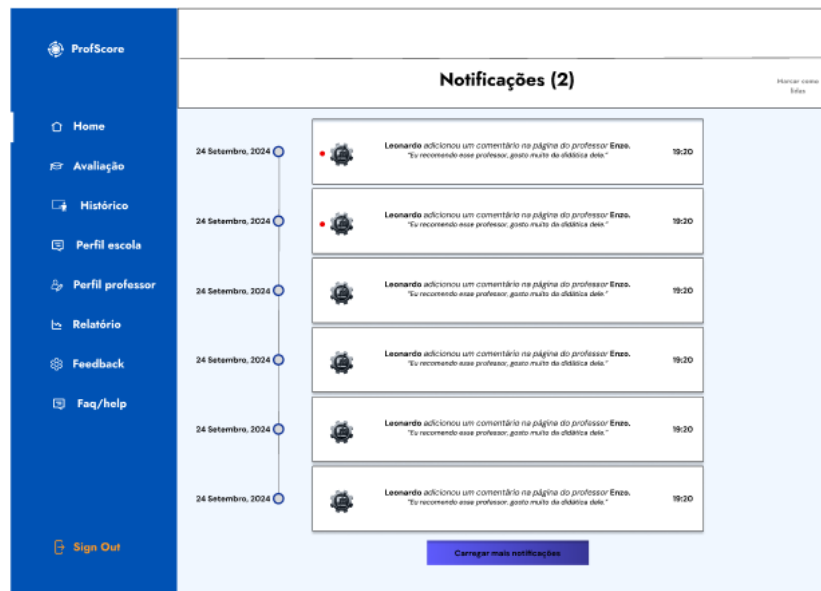 ProfScore
Notificações (2)
Marcar como
lidas
Home
Avaliação
Histórico
Perfil escola
Perfil professor
Relatório
Feedback
Faq/help
Sign Out
24 Setembro, 2024
Leonardo adicionou um comentário na página do professor Enzo.
"Eu recomendo esse professor, gosto muito da didática dele."
19:20
24 Setembro, 2024
Leonardo adicionou um comentário na página do professor Enzo.
"Eu recomendo esse professor, gosto muito da didática dele."
19:20
24 Setembro, 2024
Leonardo adicionou um comentário na página do professor Enzo.
"Eu recomendo esse professor, gosto muito da didática dele."
19:20
24 Setembro, 2024
Leonardo adicionou um comentário na página do professor Enzo.
"Eu recomendo esse professor, gosto muito da didática dele."
19:20
24 Setembro, 2024
Leonardo adicionou um comentário na página do professor Enzo.
"Eu recomendo esse professor, gosto muito da didática dele."
19:20
24 Setembro, 2024
Leonardo adicionou um comentário na página do professor Enzo.
"Eu recomendo esse professor, gosto muito da didática dele."
19:20
Carregar mais notificações